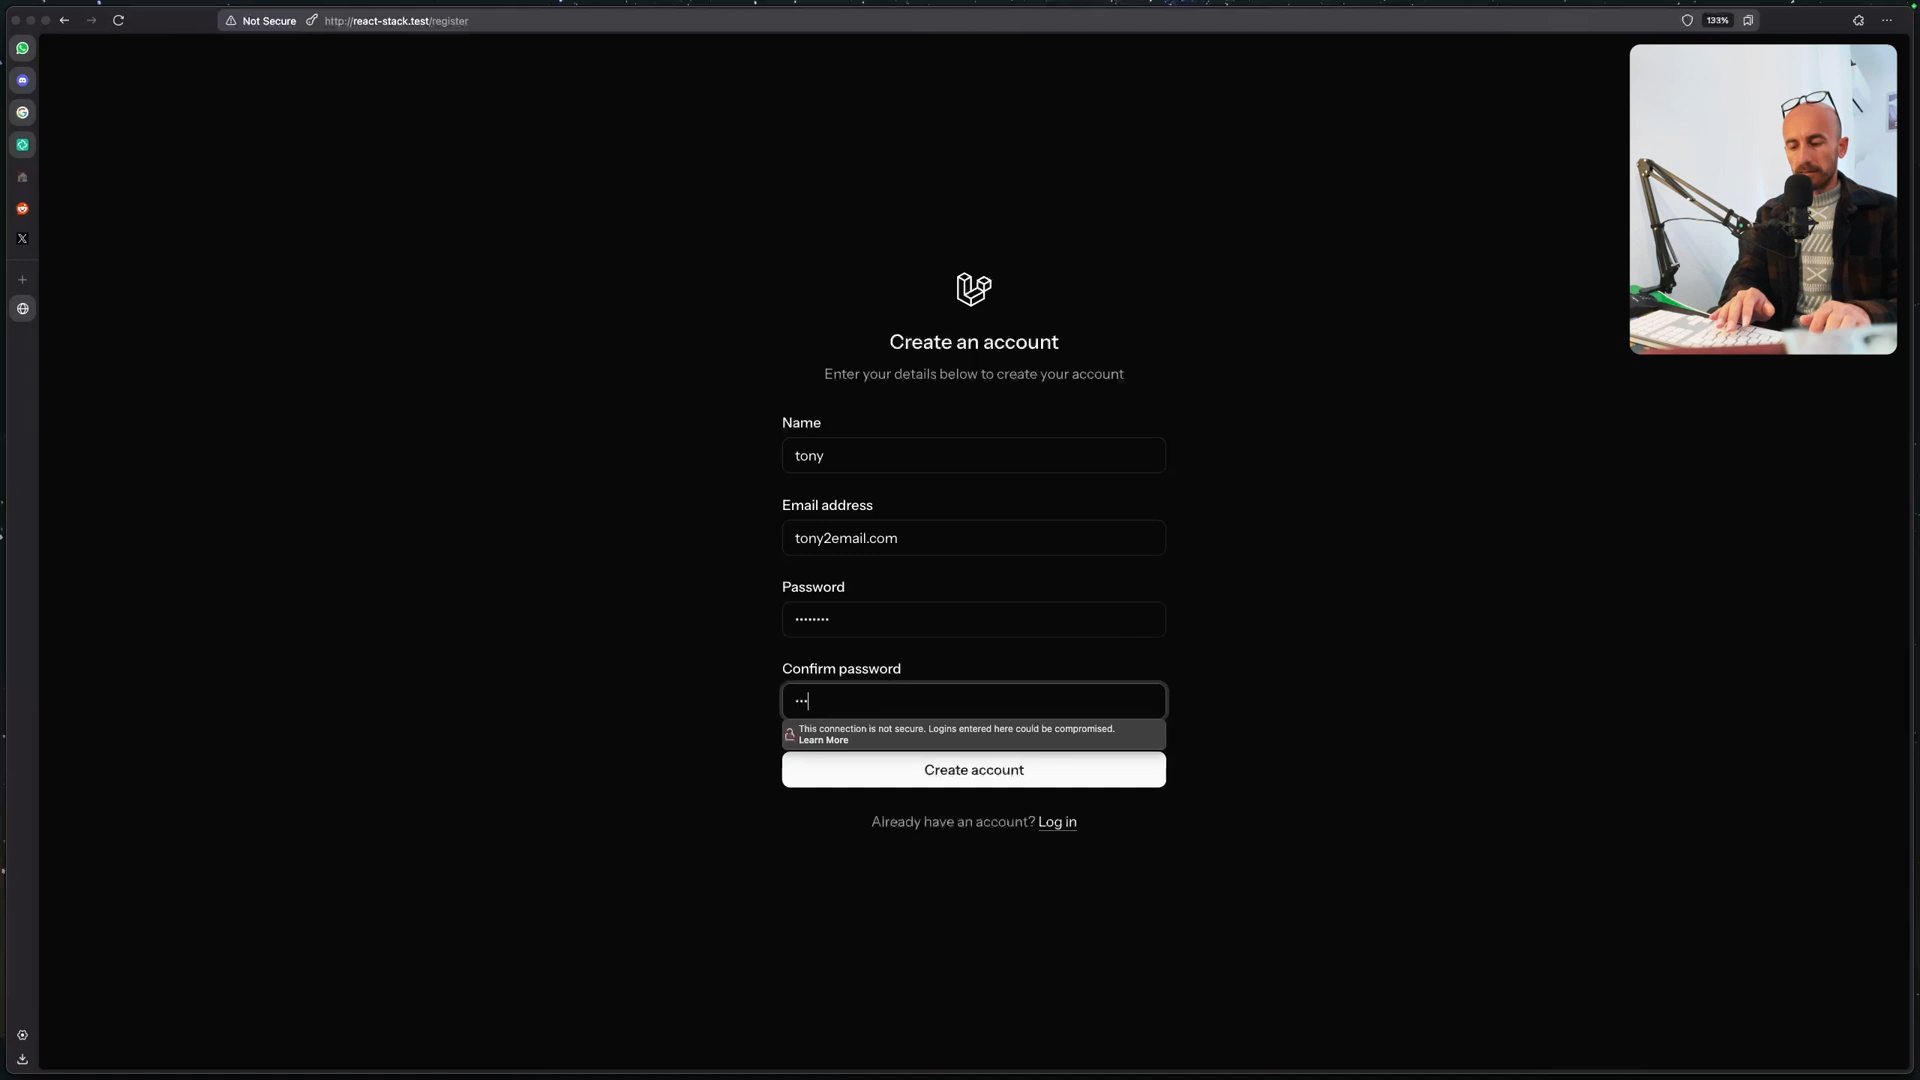 Not Secure http://react-stack.test/register 133%
Create an account
Enter your details below to create your account
Name
tony
Email address
tony2email.com
Password
••••••••
Confirm password
•••
This connection is not secure. Logins entered here could be compromised.
Learn More
Create account
Already have an account? Log in